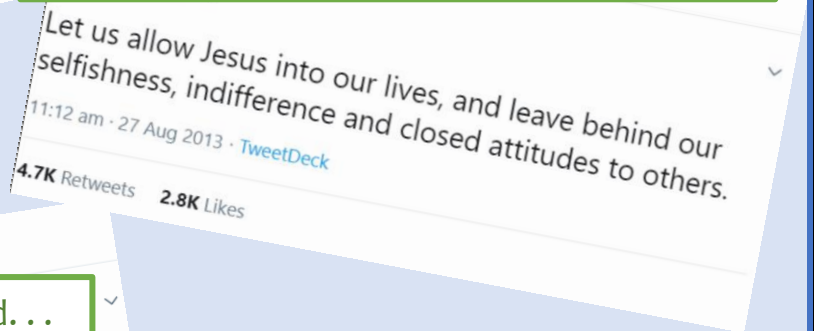 Let us allow Jesus into our lives, and leave behind our
selfishness, indifference and closed attitudes to others.
11:12 am · 27 Aug 2013 · TweetDeck
4.7K Retweets 2.8K Likes
d...